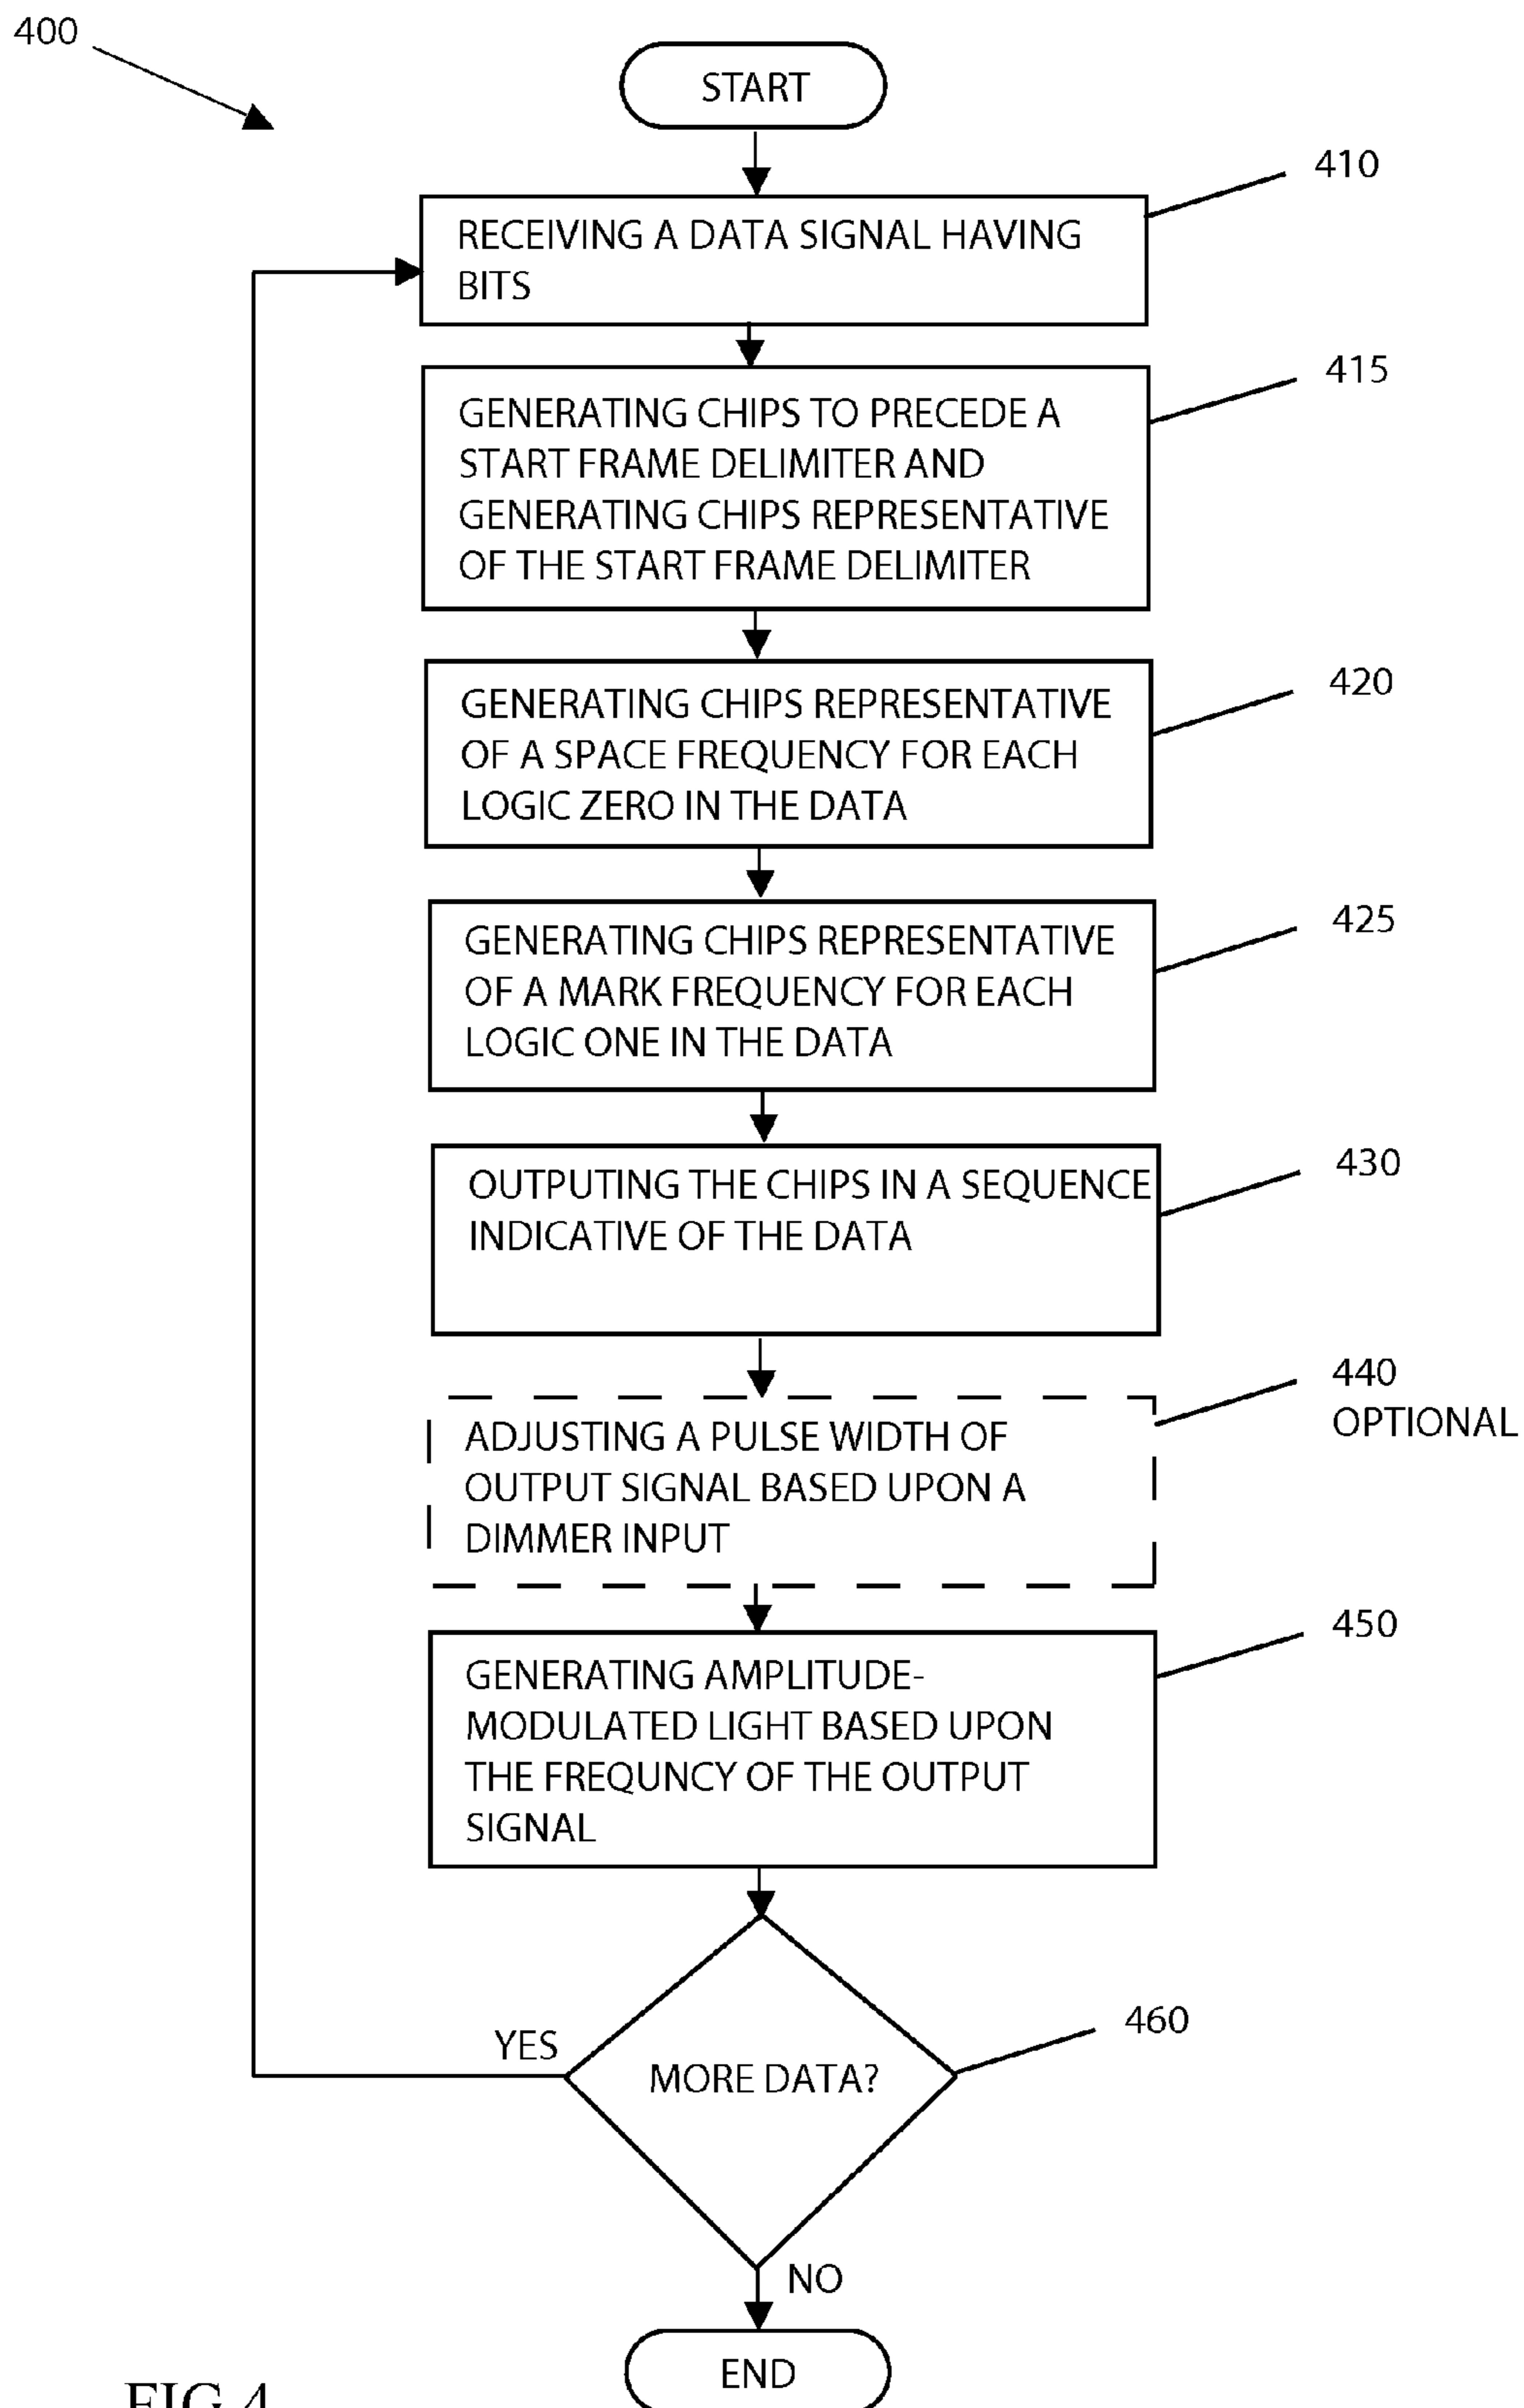 400
START
410
RECEIVING A DATA SIGNAL HAVING
BITS
415
GENERATING CHIPS TO PRECEDE A
START FRAME DELIMITER AND
GENERATING CHIPS REPRESENTATIVE
OF THE START FRAME DELIMITER
420
GENERATING CHIPS REPRESENTATIVE
OF A SPACE FREQUENCY FOR EACH
LOGIC ZERO IN THE DATA
425
GENERATING CHIPS REPRESENTATIVE
OF A MARK FREQUENCY FOR EACH
LOGIC ONE IN THE DATA
430
OUTPUTING THE CHIPS IN A SEQUENCE
INDICATIVE OF THE DATA
440
OPTIONAL
ADJUSTING A PULSE WIDTH OF
OUTPUT SIGNAL BASED UPON A
DIMMER INPUT
450
GENERATING AMPLITUDE-
MODULATED LIGHT BASED UPON
THE FREQUNCY OF THE OUTPUT
SIGNAL
460
YES
MORE DATA?
NO
END
FIG 4